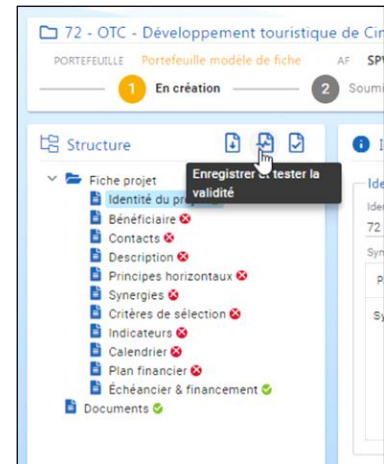 72 - OTC - Développement touristique de Cin
PORTEFEUILLE Portefeuille modèle de fiche AF SPV
1 En création 2 Soumi
Structure
Enregistrer et tester la
validité
Fiche projet
Identité du pro
Bénéficiaire
Contacts
Description
Principes horizontaux
Synergies
Critères de sélection
Indicateurs
Calendrier
Plan financier
Échéancier & financement
Documents
I
Ide
Iden
72
Syn
P
Sy